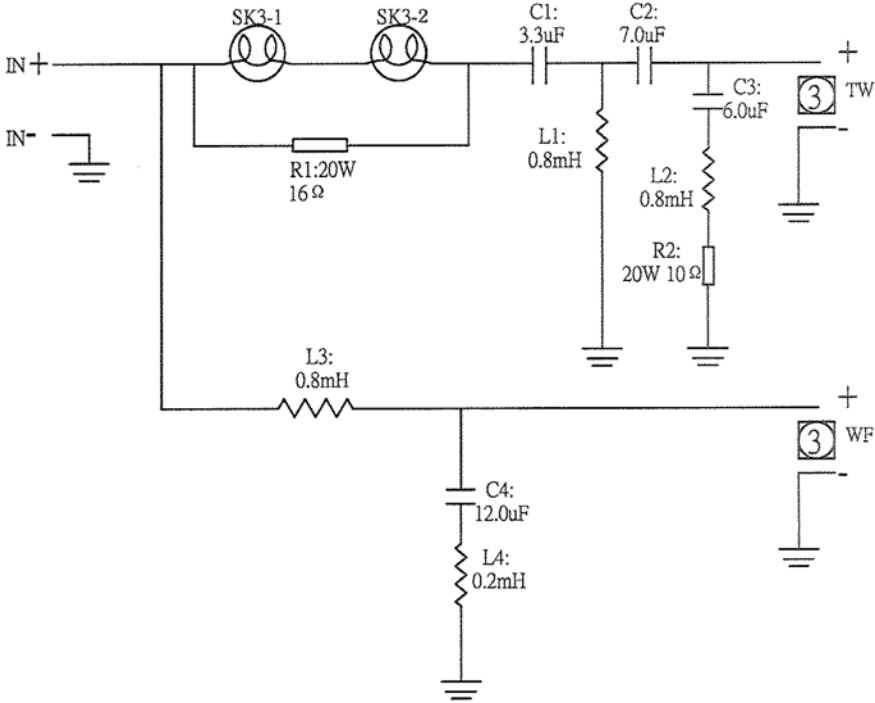 SK3-1
SK3-2
C1:
3.3uF
C2:
7.0uF
IN+
+
C3:
6.0uF
3
TW
-
IN-
R1:20W
16Ω
L1:
0.8mH
L2:
0.8mH
R2:
20W 10Ω
L3:
0.8mH
+
3
WF
-
C4:
12.0uF
L4:
0.2mH